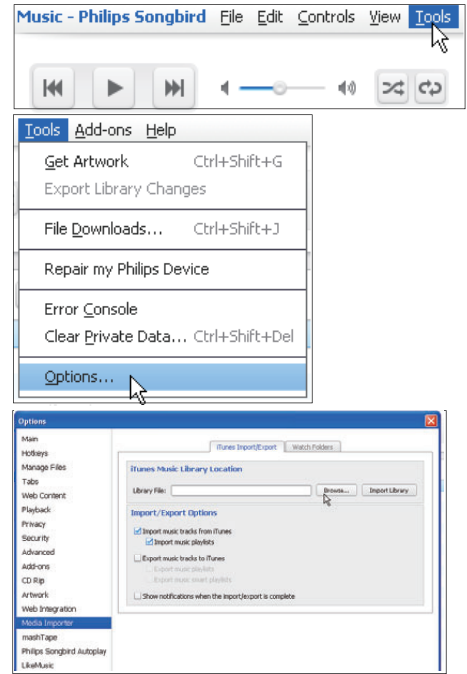 Music - Philips Songbird File Edit Controls View Tools
Tools Add-ons Help
Get Artwork Ctrl+Shift+G
Export Library Changes
File Downloads... Ctrl+Shift+J
Repair my Philips Device
Error Console
Clear Private Data... Ctrl+Shift+Del
Options...
Options
Main
Hotkeys
Manage Files
Tabs
Web Content
Playback
Privacy
Security
Advanced
Add-ons
CD Rip
Artwork
Web Integration
Media Importer
mashTape
Philips Songbird Autoplay
LikeMusic
iTunes Import/Export Watch Folders
iTunes Music Library Location
Library File: Browse... Import Library
Import/Export Options
Import music tracks from iTunes
Import music playlists
Export music tracks to iTunes
Export music playlists
Export music smart playlists
Show notifications when the import/export is complete